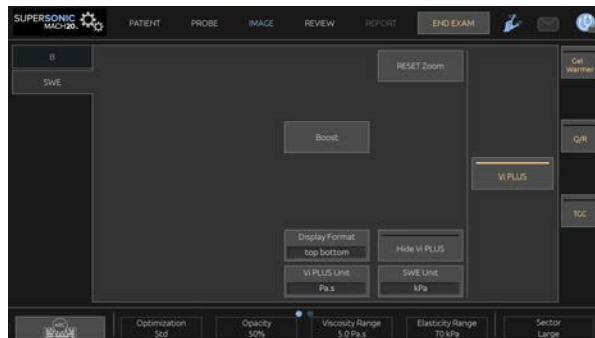 SUPERSONIC
MACH20.
PATIENT
PROBE
IMAGE
REVIEW
REPORT
END EXAM
B
SWE
RESET Zoom
Gel
Warmer
Boost
Q/R
Vi PLUS
TGC
Display Format
top bottom
Hide Vi PLUS
Vi PLUS Unit
Pa.s
SWE Unit
kPa
ABC
Optimization
Std
Opacity
50%
Viscosity Range
5.0 Pa.s
Elasticity Range
70 kPa
Sector
Large